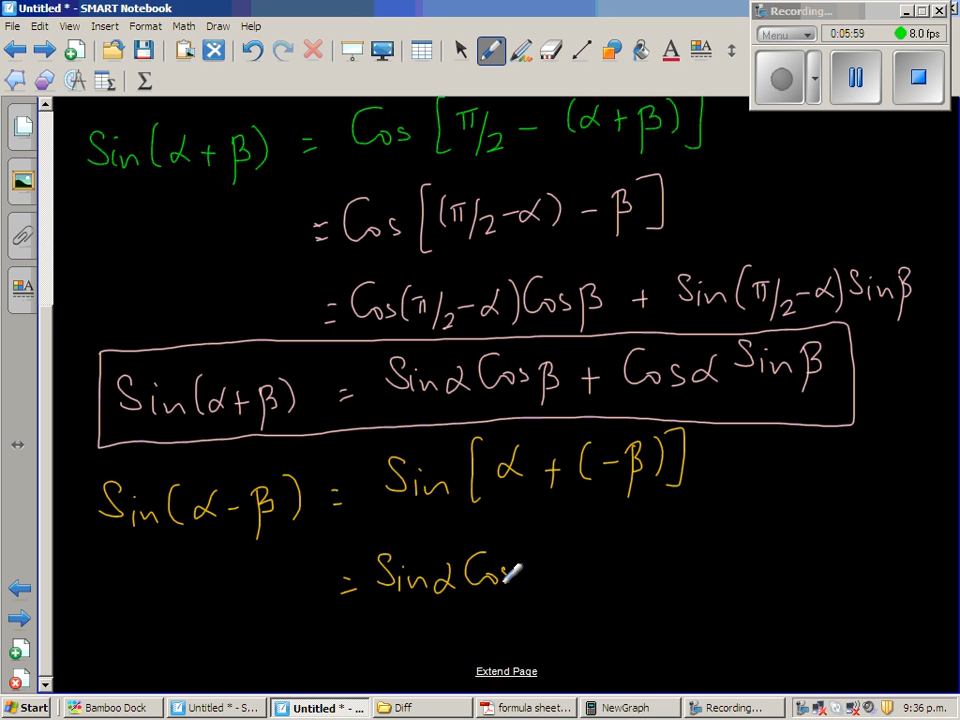 Untitled * - SMART Notebook
Recording...
File Edit View Insert Format Math Draw Help
Menu
0:05:59
8.0 fps
Sin(α+β) = Cos[π/2 - (α+β)]
= Cos[(π/2-α) - β]
= Cos(π/2-α)Cosβ + Sin(π/2-α)Sinβ
Sin(α+β) = SinαCosβ + CosαSinβ
Sin(α-β) = Sin[α + (-β)]
= SinαCos
Extend Page
Start
Bamboo Dock
Untitled * - S...
Untitled * - ...
Diff
formula sheet...
NewGraph
Recording...
9:36 p.m.